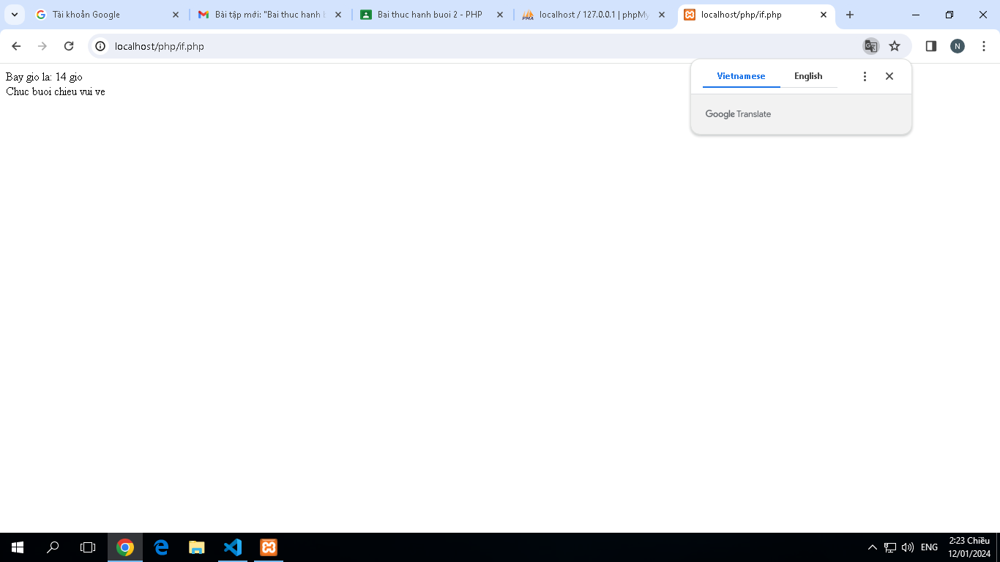 Tài khoản Google
Bài tập mới: "Bai thuc hanh b
Bai thuc hanh buoi 2 - PHP
localhost / 127.0.0.1 | phpMy
localhost/php/if.php
localhost/php/if.php
N
Bay gio la: 14 gio
Chuc buoi chieu vui ve
Vietnamese
English
Google Translate
ENG
2:23 Chiều
12/01/2024